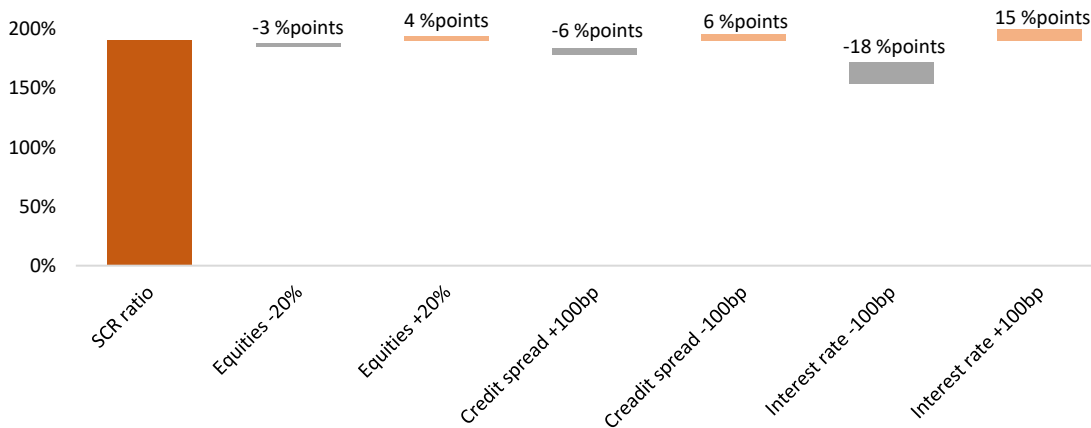 200%
150%
100%
50%
0%
-3 %points
4 %points
-6 %points
6 %points
-18 %points
15 %points
SCR ratio
Equities -20%
Equities +20%
Credit spread +100bp
Creadit spread -100bp
Interest rate -100bp
Interest rate +100bp